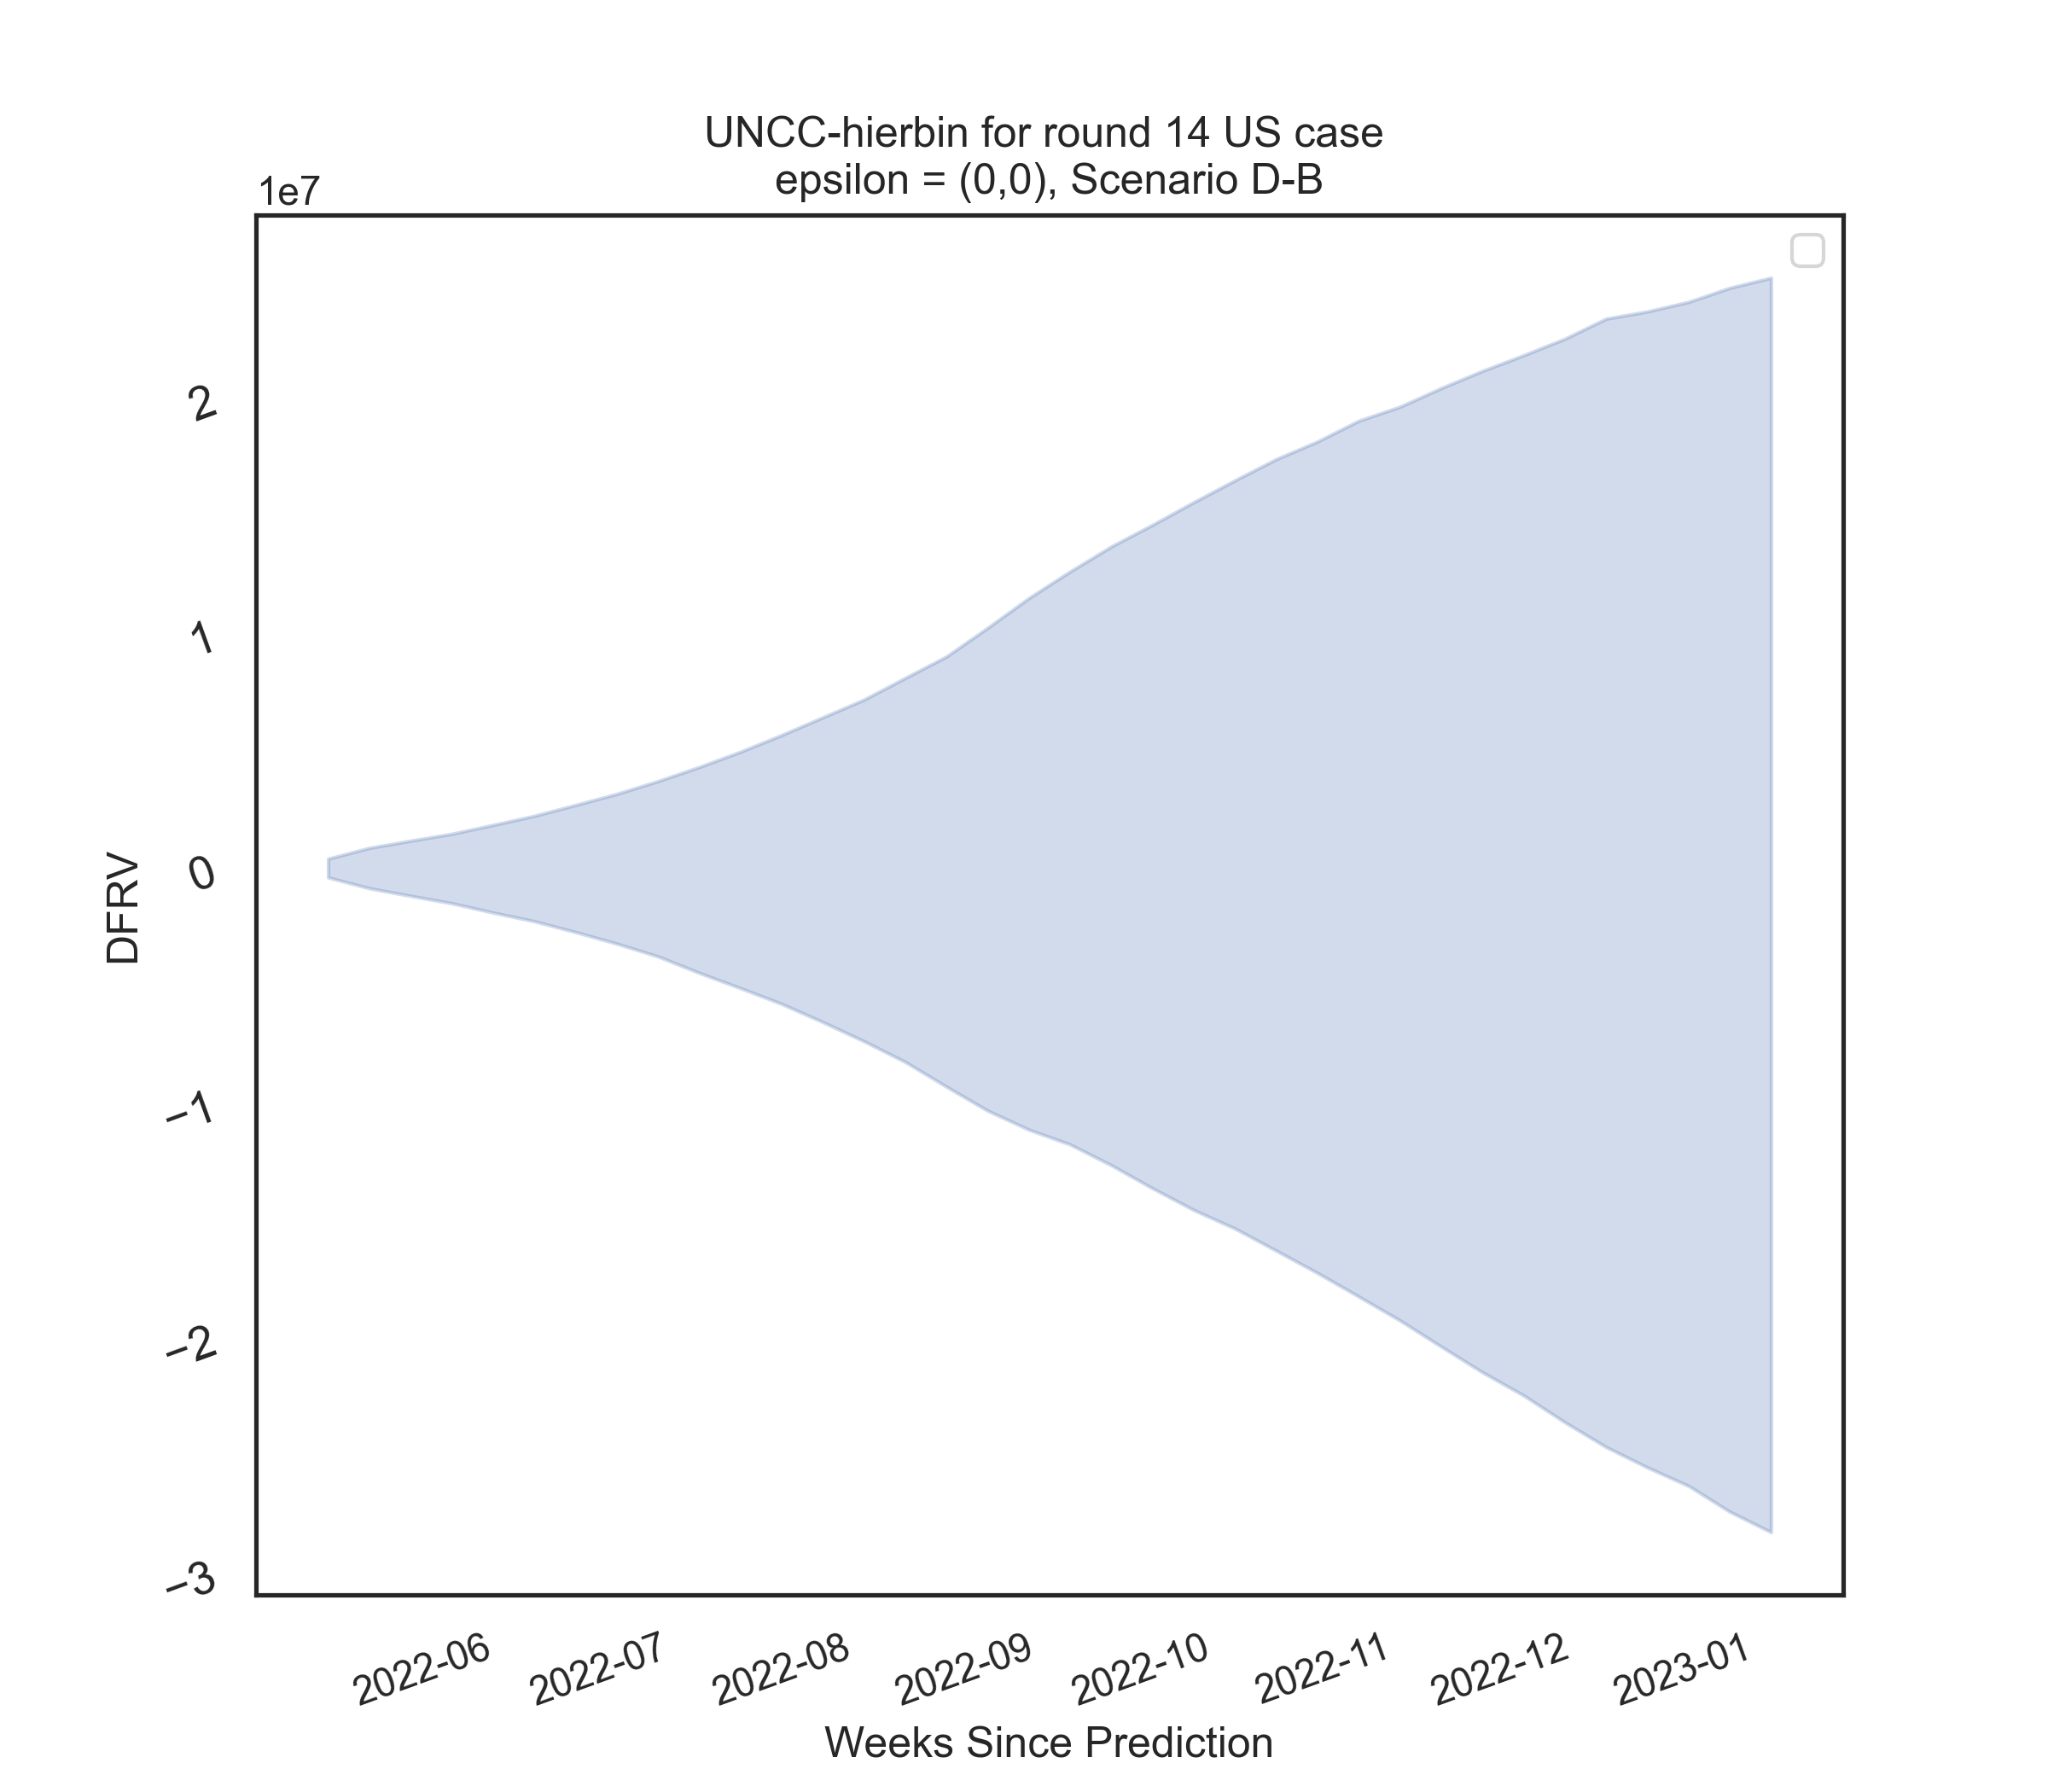 UNCC-hierbin for round 14 US case
epsilon = (0,0), Scenario D-B
1e7
2
1
0
−1
−2
−3
DFRV
2022-06
2022-07
2022-08
2022-09
2022-10
2022-11
2022-12
2023-01
Weeks Since Prediction